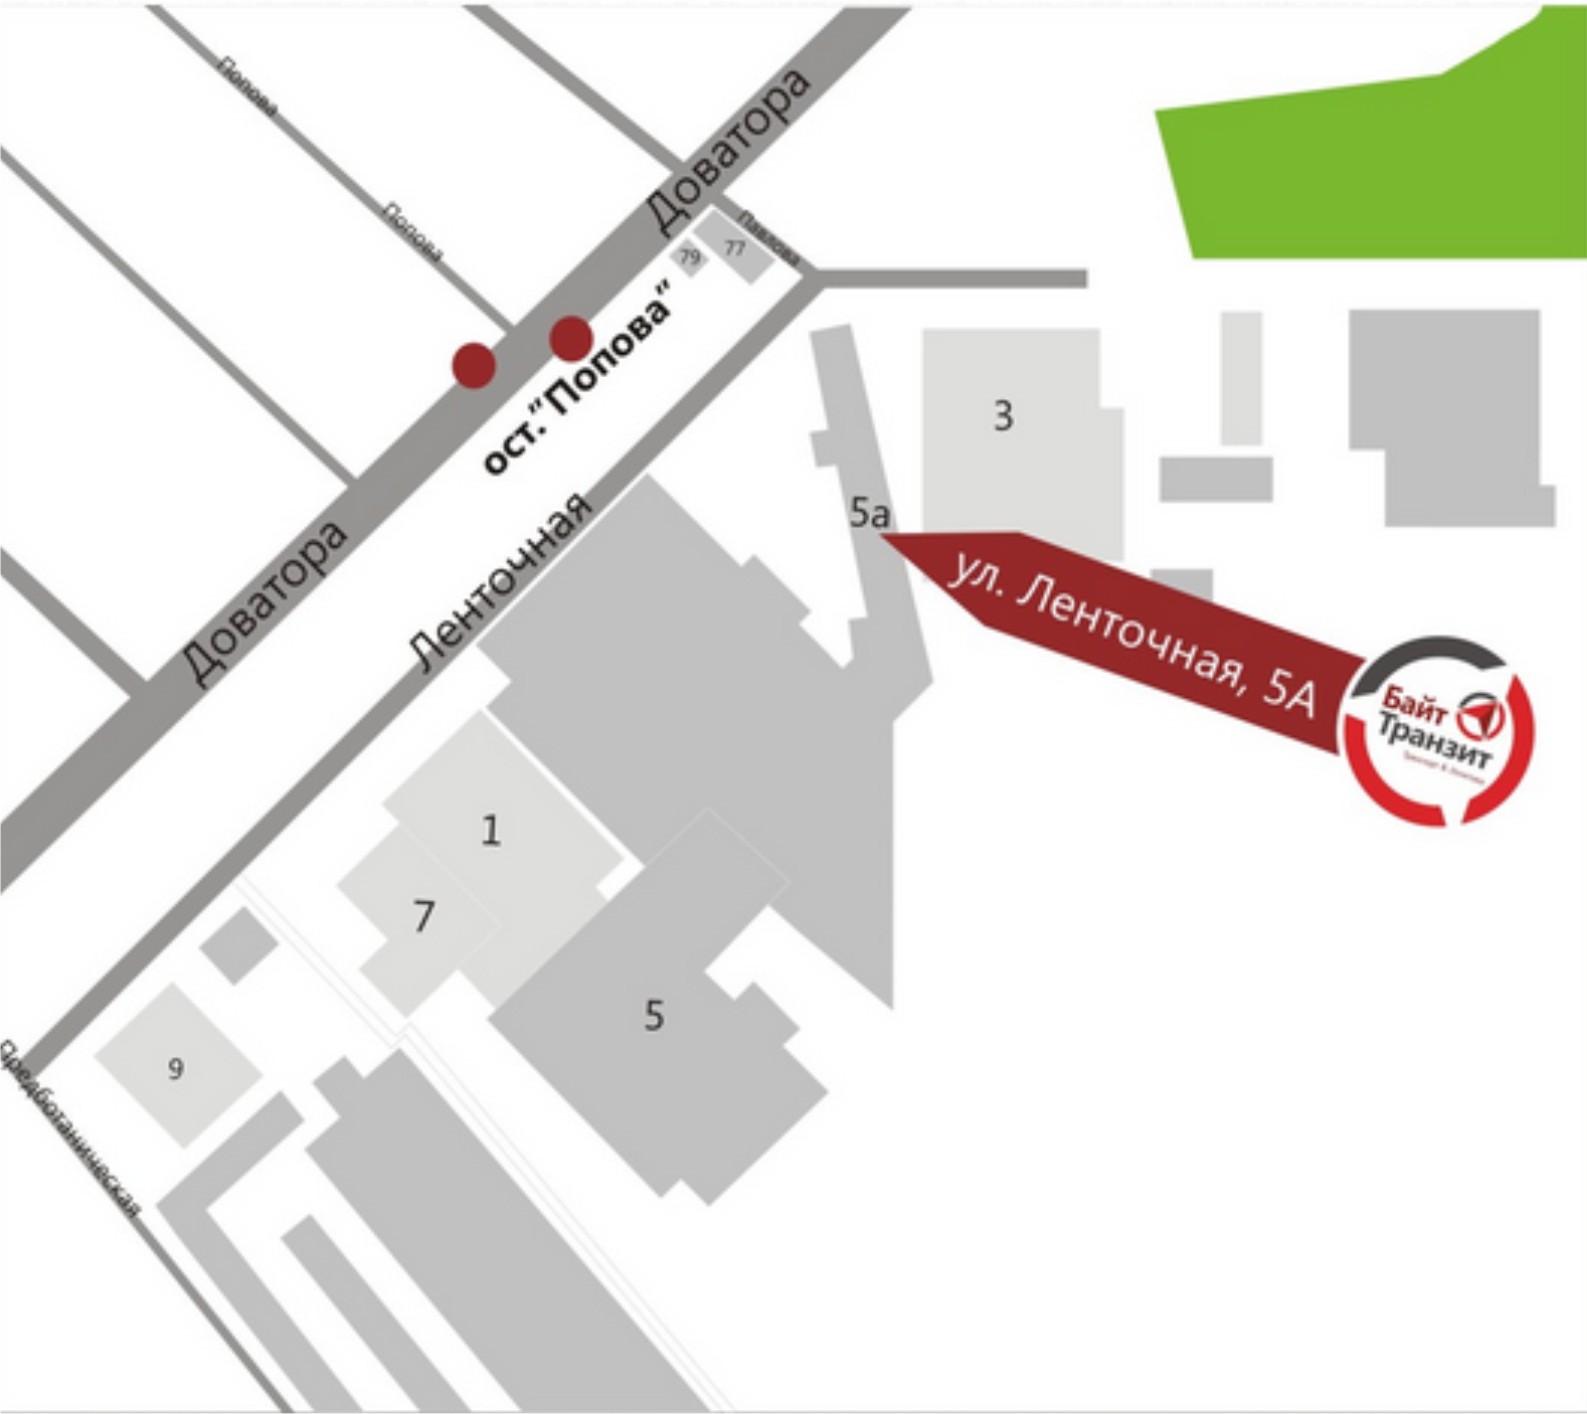 Попова
Попова
Доватора
Павлова
77
79
ост."Попова"
3
5а
Доватора
Ленточная
ул. Ленточная, 5А
Байт
Транзит
1
7
5
9
Предботаническая